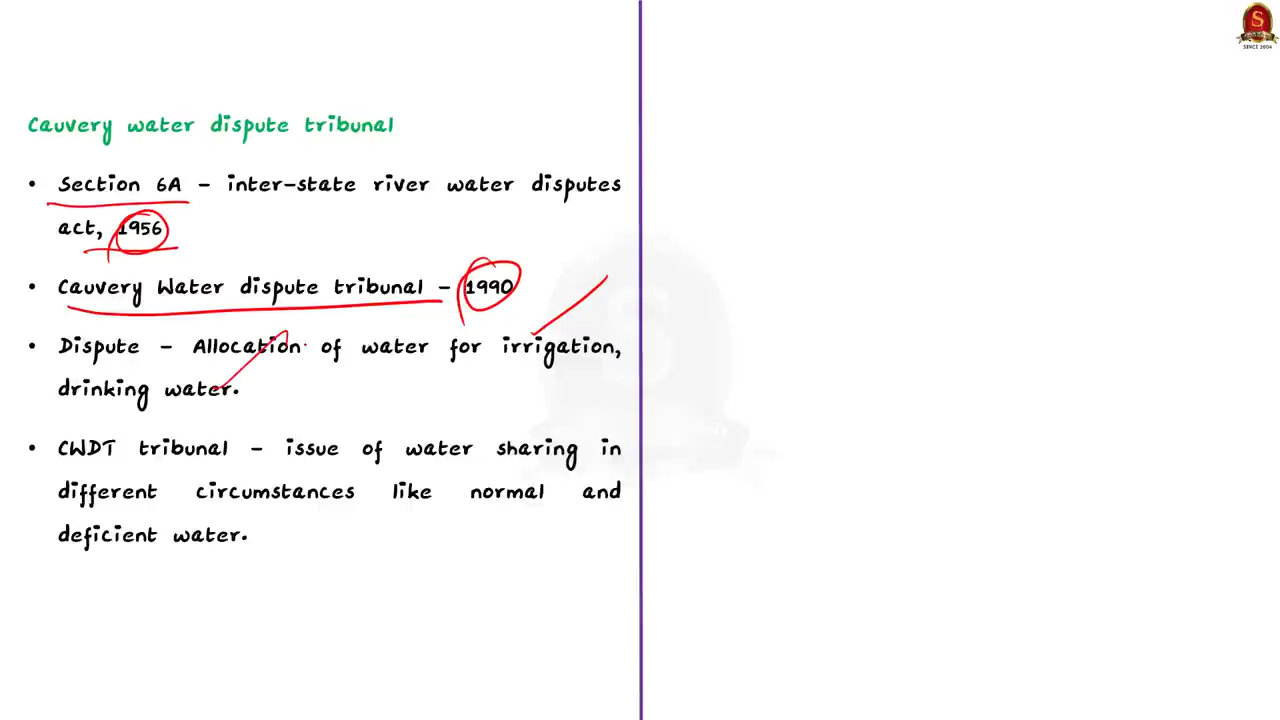 S
SINCE 2004
Cauvery water dispute tribunal
• Section 6A - inter-state river water disputes
act, 1956
• Cauvery Water dispute tribunal - 1990
• Dispute - Allocation of water for irrigation,
drinking water.
• CWDT tribunal - issue of water sharing in
different circumstances like normal and
deficient water.